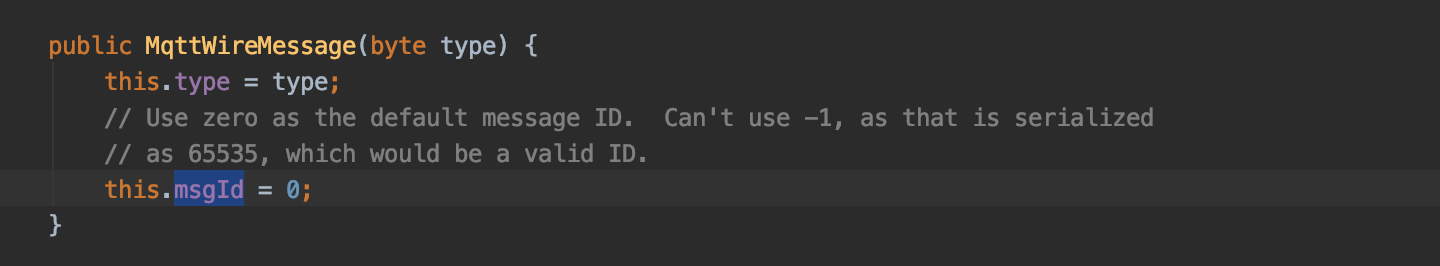 public MqttWireMessage(byte type) {
this.type = type;
// Use zero as the default message ID.  Can't use -1, as that is serialized
// as 65535, which would be a valid ID.
this.msgId = 0;
}